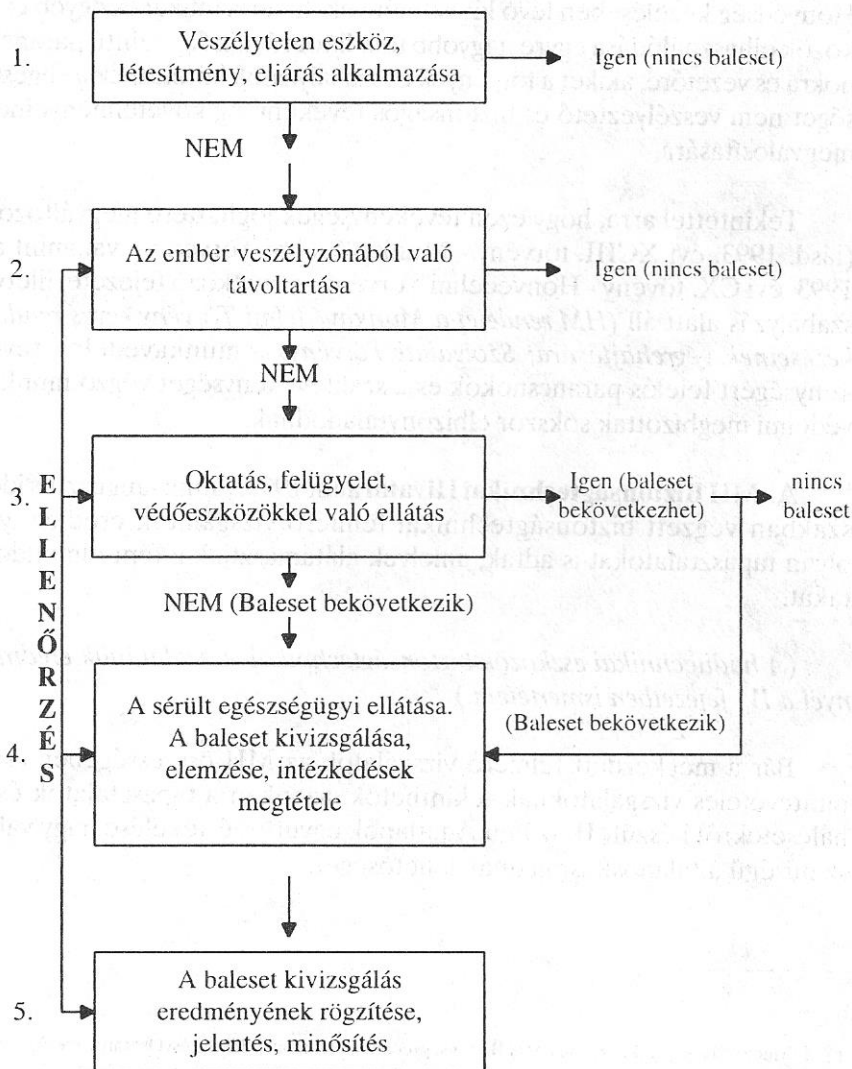 1.
Veszélytelen eszköz,
létesítmény, eljárás alkalmazása
Igen (nincs baleset)
NEM
2.
Az ember veszélyzónából való
távoltartása
Igen (nincs baleset)
NEM
3.
ELLENŐRZÉS
Oktatás, felügyelet,
védőeszközökkel való ellátás
Igen (baleset
bekövetkezhet)
nincs
baleset
NEM (Baleset bekövetkezik)
4.
A sérült egészségügyi ellátása.
A baleset kivizsgálása,
elemzése, intézkedések
megtétele
(Baleset bekövetkezik)
5.
A baleset kivizsgálás
eredményének rögzítése,
jelentés, minősítés